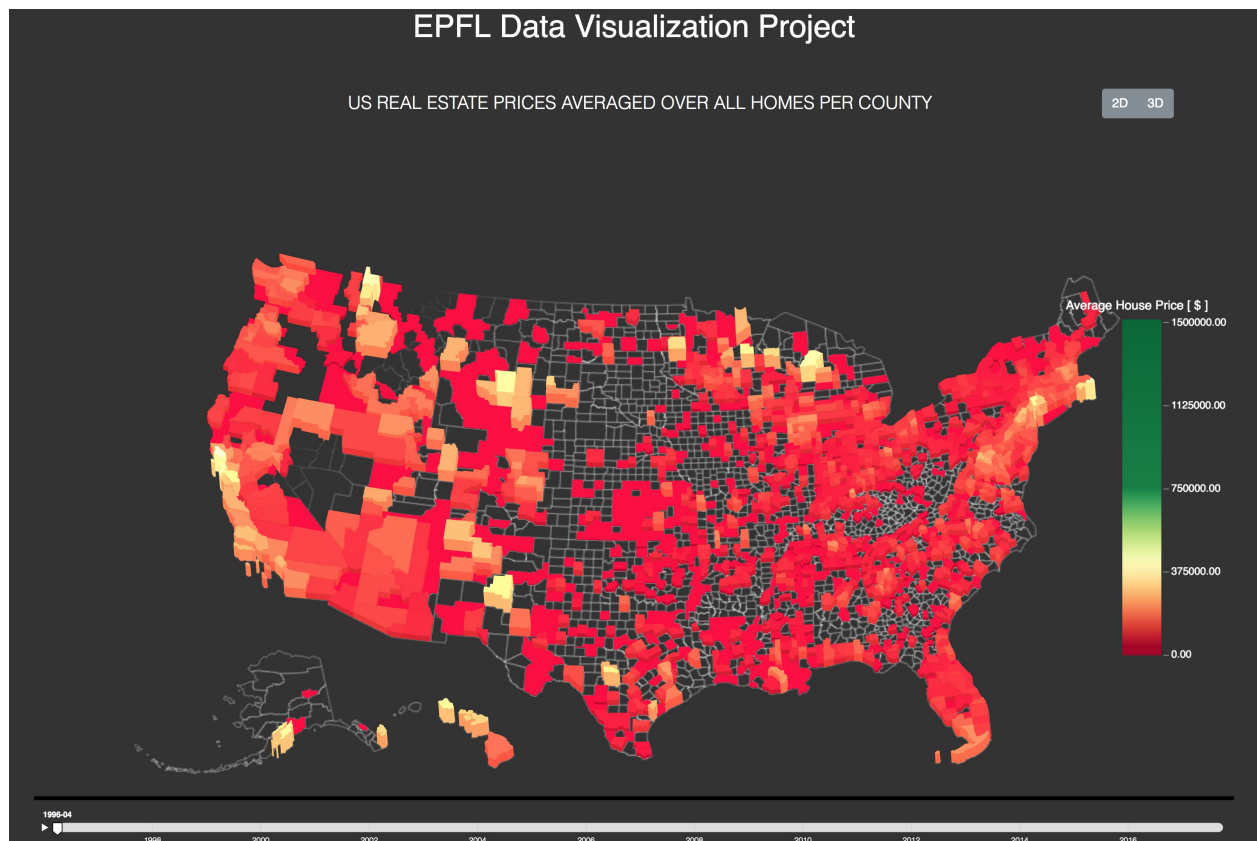 EPFL Data Visualization Project
US REAL ESTATE PRICES AVERAGED OVER ALL HOMES PER COUNTY
2D 3D
Average House Price [ $ ]
1500000.00
1125000.00
750000.00
375000.00
0.00
1996-04
1998 2000 2002 2004 2006 2008 2010 2012 2014 2016